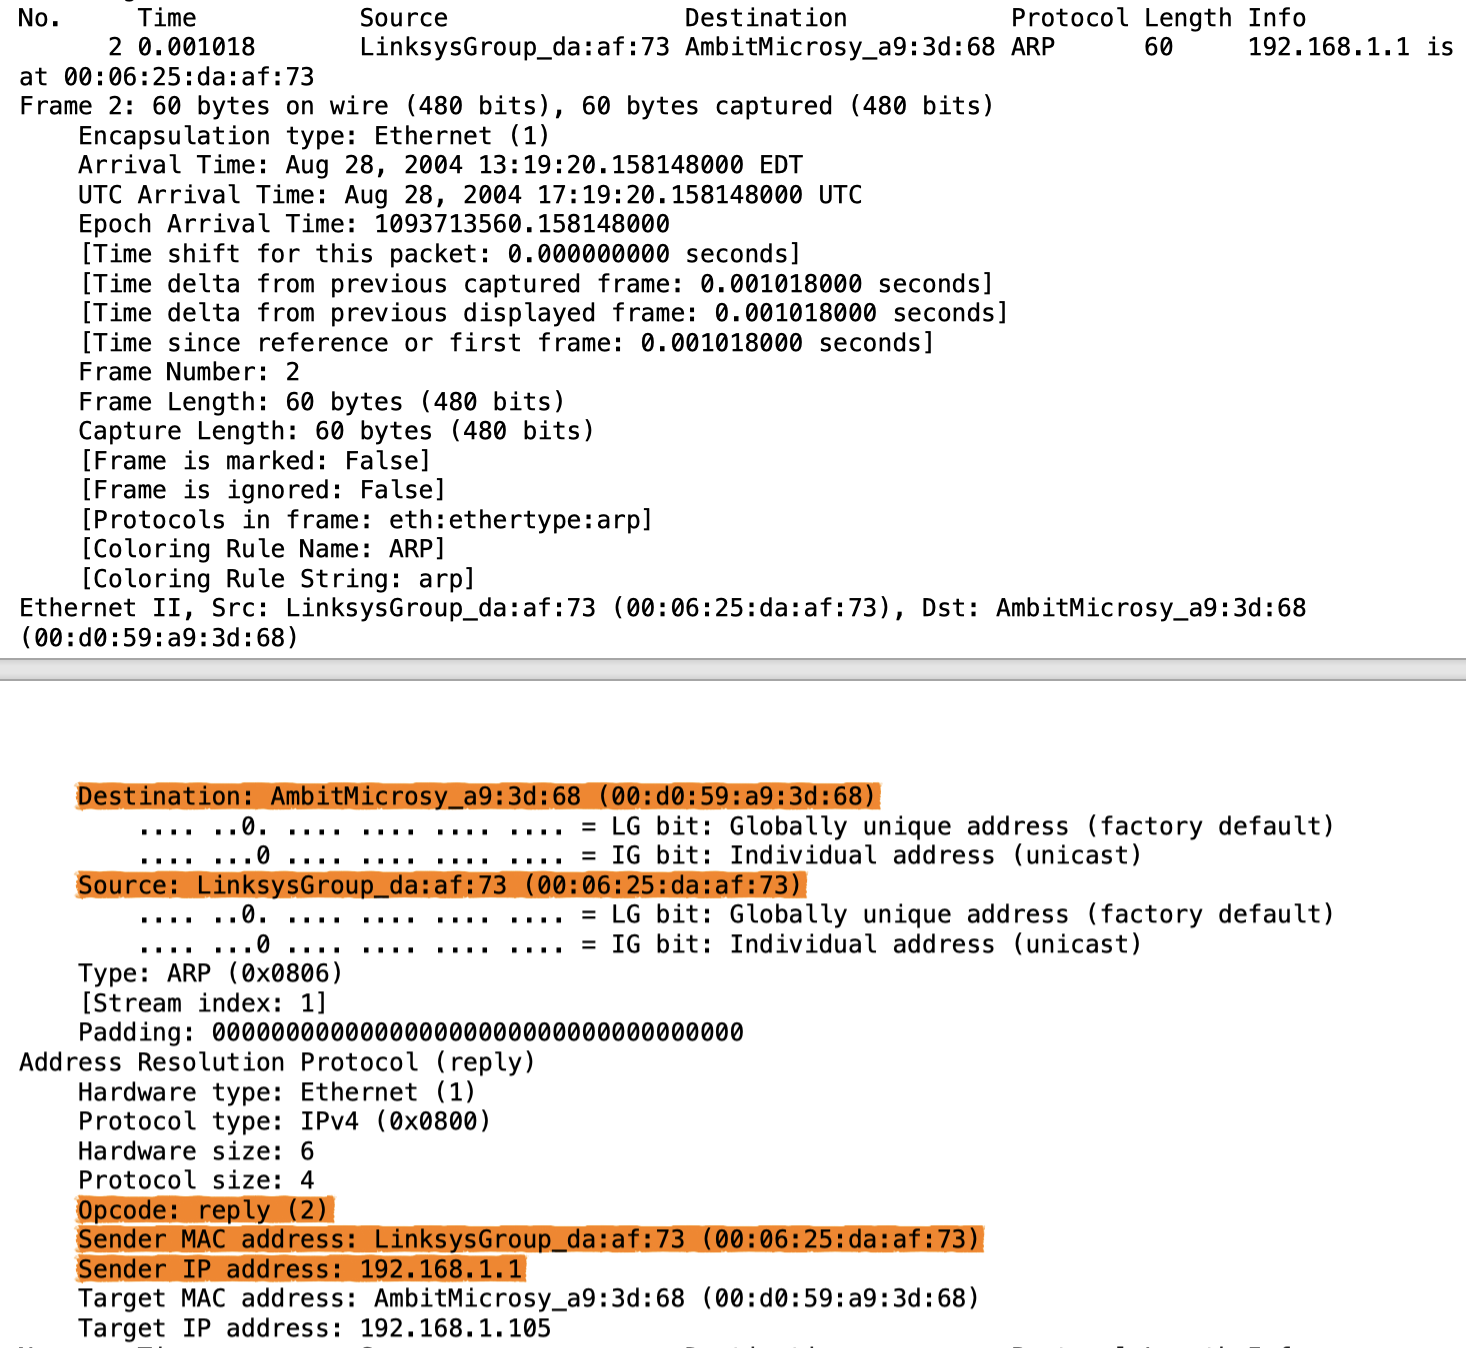 No.     Time           Source                Destination           Protocol Length Info
      2 0.001018       LinksysGroup_da:af:73 AmbitMicrosy_a9:3d:68 ARP      60     192.168.1.1 is
at 00:06:25:da:af:73
Frame 2: 60 bytes on wire (480 bits), 60 bytes captured (480 bits)
    Encapsulation type: Ethernet (1)
    Arrival Time: Aug 28, 2004 13:19:20.158148000 EDT
    UTC Arrival Time: Aug 28, 2004 17:19:20.158148000 UTC
    Epoch Arrival Time: 1093713560.158148000
    [Time shift for this packet: 0.000000000 seconds]
    [Time delta from previous captured frame: 0.001018000 seconds]
    [Time delta from previous displayed frame: 0.001018000 seconds]
    [Time since reference or first frame: 0.001018000 seconds]
    Frame Number: 2
    Frame Length: 60 bytes (480 bits)
    Capture Length: 60 bytes (480 bits)
    [Frame is marked: False]
    [Frame is ignored: False]
    [Protocols in frame: eth:ethertype:arp]
    [Coloring Rule Name: ARP]
    [Coloring Rule String: arp]
Ethernet II, Src: LinksysGroup_da:af:73 (00:06:25:da:af:73), Dst: AmbitMicrosy_a9:3d:68
(00:d0:59:a9:3d:68)
    Destination: AmbitMicrosy_a9:3d:68 (00:d0:59:a9:3d:68)
        .... ..0. .... .... .... .... = LG bit: Globally unique address (factory default)
        .... ...0 .... .... .... .... = IG bit: Individual address (unicast)
    Source: LinksysGroup_da:af:73 (00:06:25:da:af:73)
        .... ..0. .... .... .... .... = LG bit: Globally unique address (factory default)
        .... ...0 .... .... .... .... = IG bit: Individual address (unicast)
    Type: ARP (0x0806)
    [Stream index: 1]
    Padding: 000000000000000000000000000000000000
Address Resolution Protocol (reply)
    Hardware type: Ethernet (1)
    Protocol type: IPv4 (0x0800)
    Hardware size: 6
    Protocol size: 4
    Opcode: reply (2)
    Sender MAC address: LinksysGroup_da:af:73 (00:06:25:da:af:73)
    Sender IP address: 192.168.1.1
    Target MAC address: AmbitMicrosy_a9:3d:68 (00:d0:59:a9:3d:68)
    Target IP address: 192.168.1.105